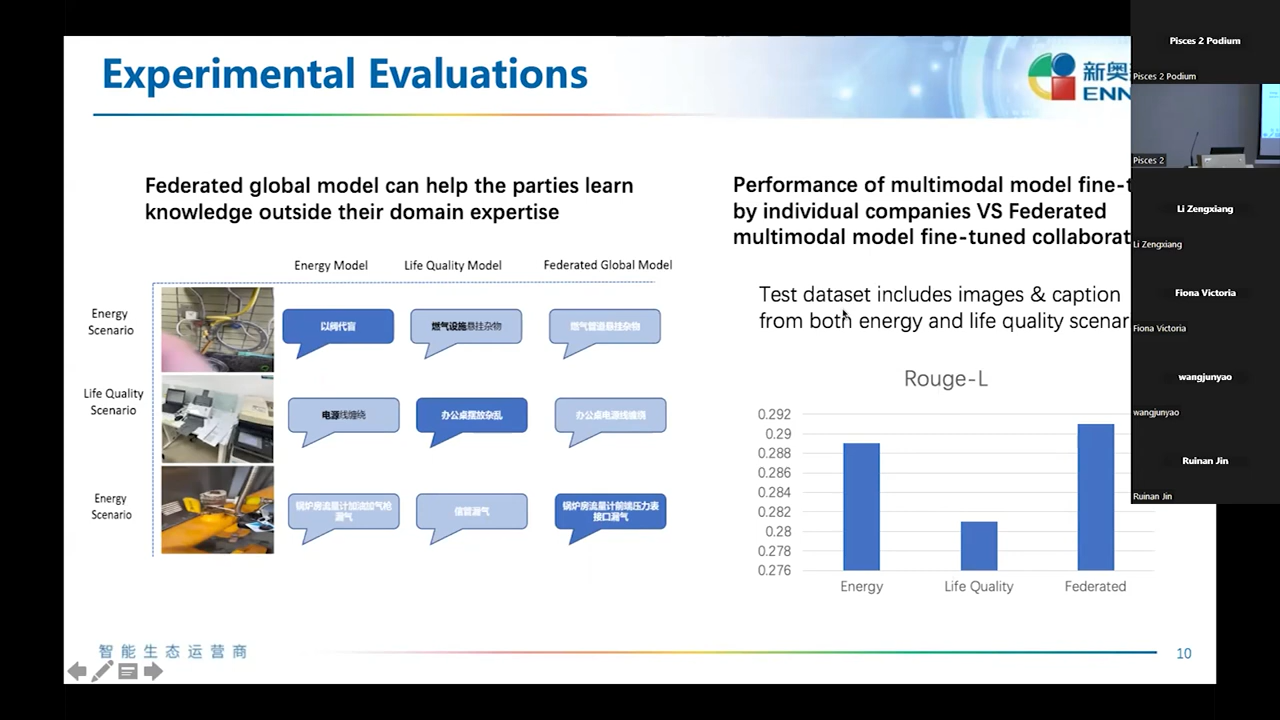 Experimental Evaluations
新奥
ENN
Federated global model can help the parties learn
knowledge outside their domain expertise
Energy Model
Life Quality Model
Federated Global Model
Energy
Scenario
以阀代盲
燃气设施悬挂杂物
燃气管道悬挂杂物
Life Quality
Scenario
电源线缠绕
办公桌摆放杂乱
办公桌电源线缠绕
Energy
Scenario
锅炉房流量计加油加气枪
漏气
信管漏气
锅炉房流量计前端压力表
接口漏气
Performance of multimodal model fine-t
by individual companies VS Federated
multimodal model fine-tuned collaborat
Test dataset includes images & caption
from both energy and life quality scenar
Rouge-L
0.292
0.29
0.288
0.286
0.284
0.282
0.28
0.278
0.276
Energy
Life Quality
Federated
智能生态运营商
10
Pisces 2 Podium
Pisces 2 Podium
Pisces 2
Li Zengxiang
Li Zengxiang
Fiona Victoria
Fiona Victoria
wangjunyao
wangjunyao
Ruinan Jin
Ruinan Jin